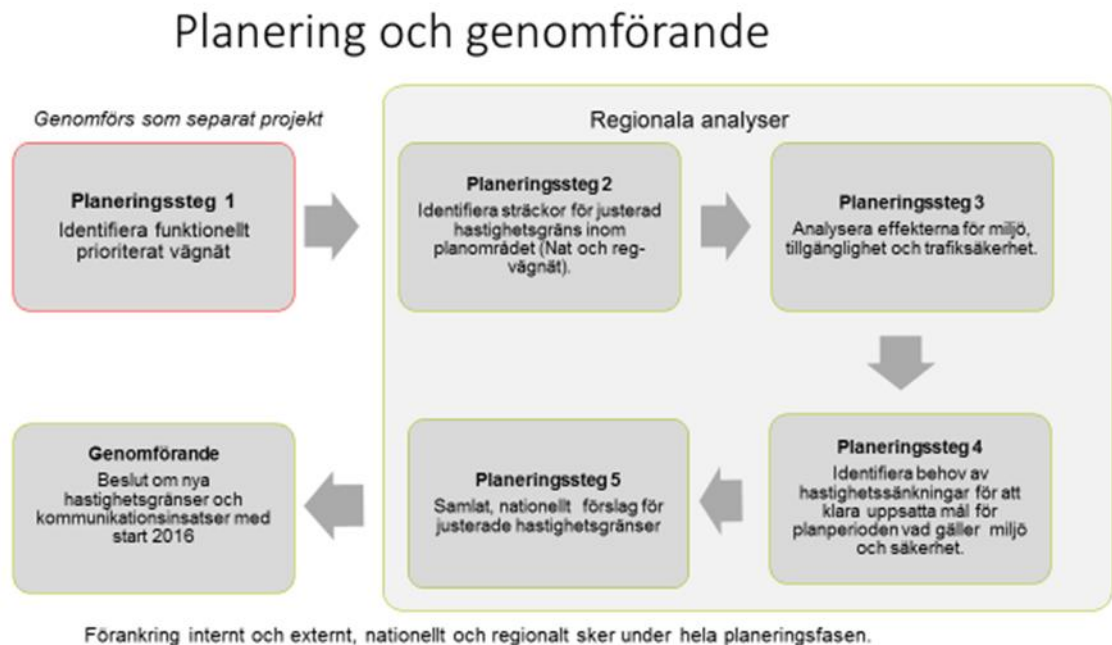 Planering och genomförande
Genomförs som separat projekt
Planeringssteg 1
Identifiera funktionellt
prioriterat vägnät
Regionala analyser
Planeringssteg 2
Identifiera sträckor för justerad
hastighetsgräns inom
planområdet (Nat och reg-
vägnät).
Planeringssteg 3
Analysera effekterna för miljö,
tillgänglighet och trafiksäkerhet.
Planeringssteg 4
Identifiera behov av
hastighetssänkningar för att
klara uppsatta mål för
planperioden vad gäller miljö
och säkerhet.
Planeringssteg 5
Samlat, nationellt förslag för
justerade hastighetsgränser
Genomförande
Beslut om nya
hastighetsgränser och
kommunikationsinsatser med
start 2016
Förankring internt och externt, nationellt och regionalt sker under hela planeringsfasen.